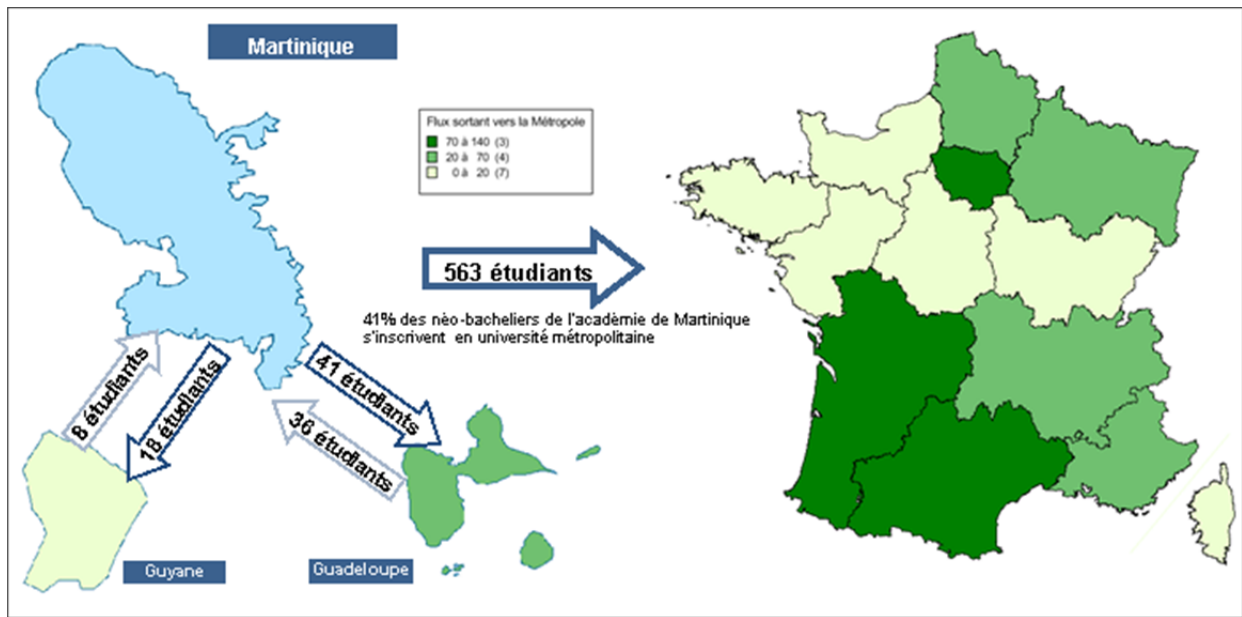 Martinique
Flux sortant vers la Métropole
70 à 140 (3)
20 à 70 (4)
0 à 20 (7)
563 étudiants
41% des néo-bacheliers de l'académie de Martinique
s'inscrivent en université métropolitaine
8 étudiants
18 étudiants
41 étudiants
36 étudiants
Guyane
Guadeloupe